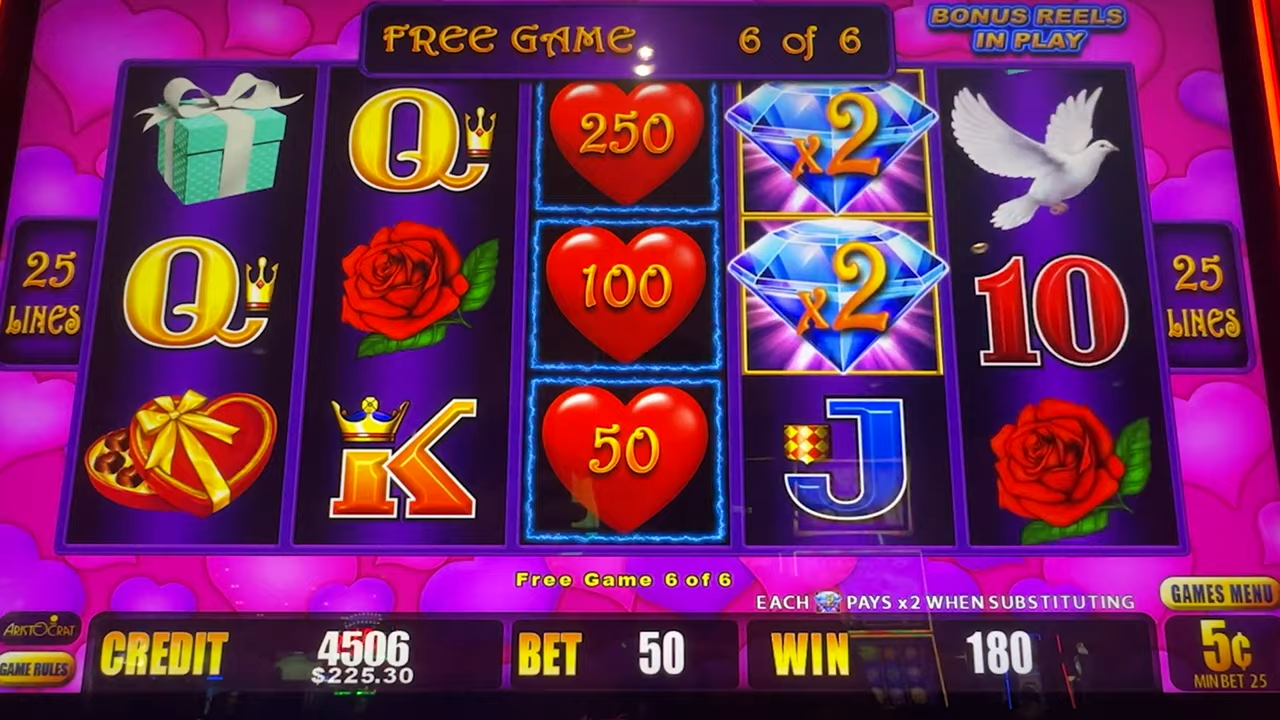 FREE GAME 6 of 6
BONUS REELS
IN PLAY
Q
250
x2
25
LINES
Q
100
x2
10
25
LINES
K
50
J
Free Game 6 of 6
EACH PAYS x2 WHEN SUBSTITUTING
GAMES MENU
ARISTOCRAT
GAME RULES
CREDIT 4506
$225.30
BET 50
WIN 180
5¢
MIN BET 25